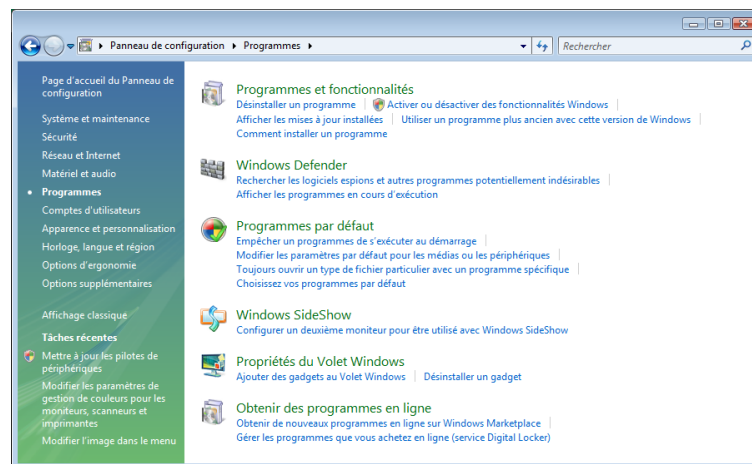 Panneau de configuration ▸ Programmes ▸
Rechercher
Page d'accueil du Panneau de
configuration
Système et maintenance
Sécurité
Réseau et Internet
Matériel et audio
Programmes
Comptes d'utilisateurs
Apparence et personnalisation
Horloge, langue et région
Options d'ergonomie
Options supplémentaires
Affichage classique
Tâches récentes
Mettre à jour les pilotes de
périphériques
Modifier les paramètres de
gestion de couleurs pour les
moniteurs, scanneurs et
imprimantes
Modifier l'image dans le menu
Programmes et fonctionnalités
Désinstaller un programme | Activer ou désactiver des fonctionnalités Windows
Afficher les mises à jour installées | Utiliser un programme plus ancien avec cette version de Windows
Comment installer un programme
Windows Defender
Rechercher les logiciels espions et autres programmes potentiellement indésirables
Afficher les programmes en cours d'exécution
Programmes par défaut
Empêcher un programmes de s'exécuter au démarrage
Modifier les paramètres par défaut pour les médias ou les périphériques
Toujours ouvrir un type de fichier particulier avec un programme spécifique
Choisissez vos programmes par défaut
Windows SideShow
Configurer un deuxième moniteur pour être utilisé avec Windows SideShow
Propriétés du Volet Windows
Ajouter des gadgets au Volet Windows | Désinstaller un gadget
Obtenir des programmes en ligne
Obtenir de nouveaux programmes en ligne sur Windows Marketplace
Gérer les programmes que vous achetez en ligne (service Digital Locker)